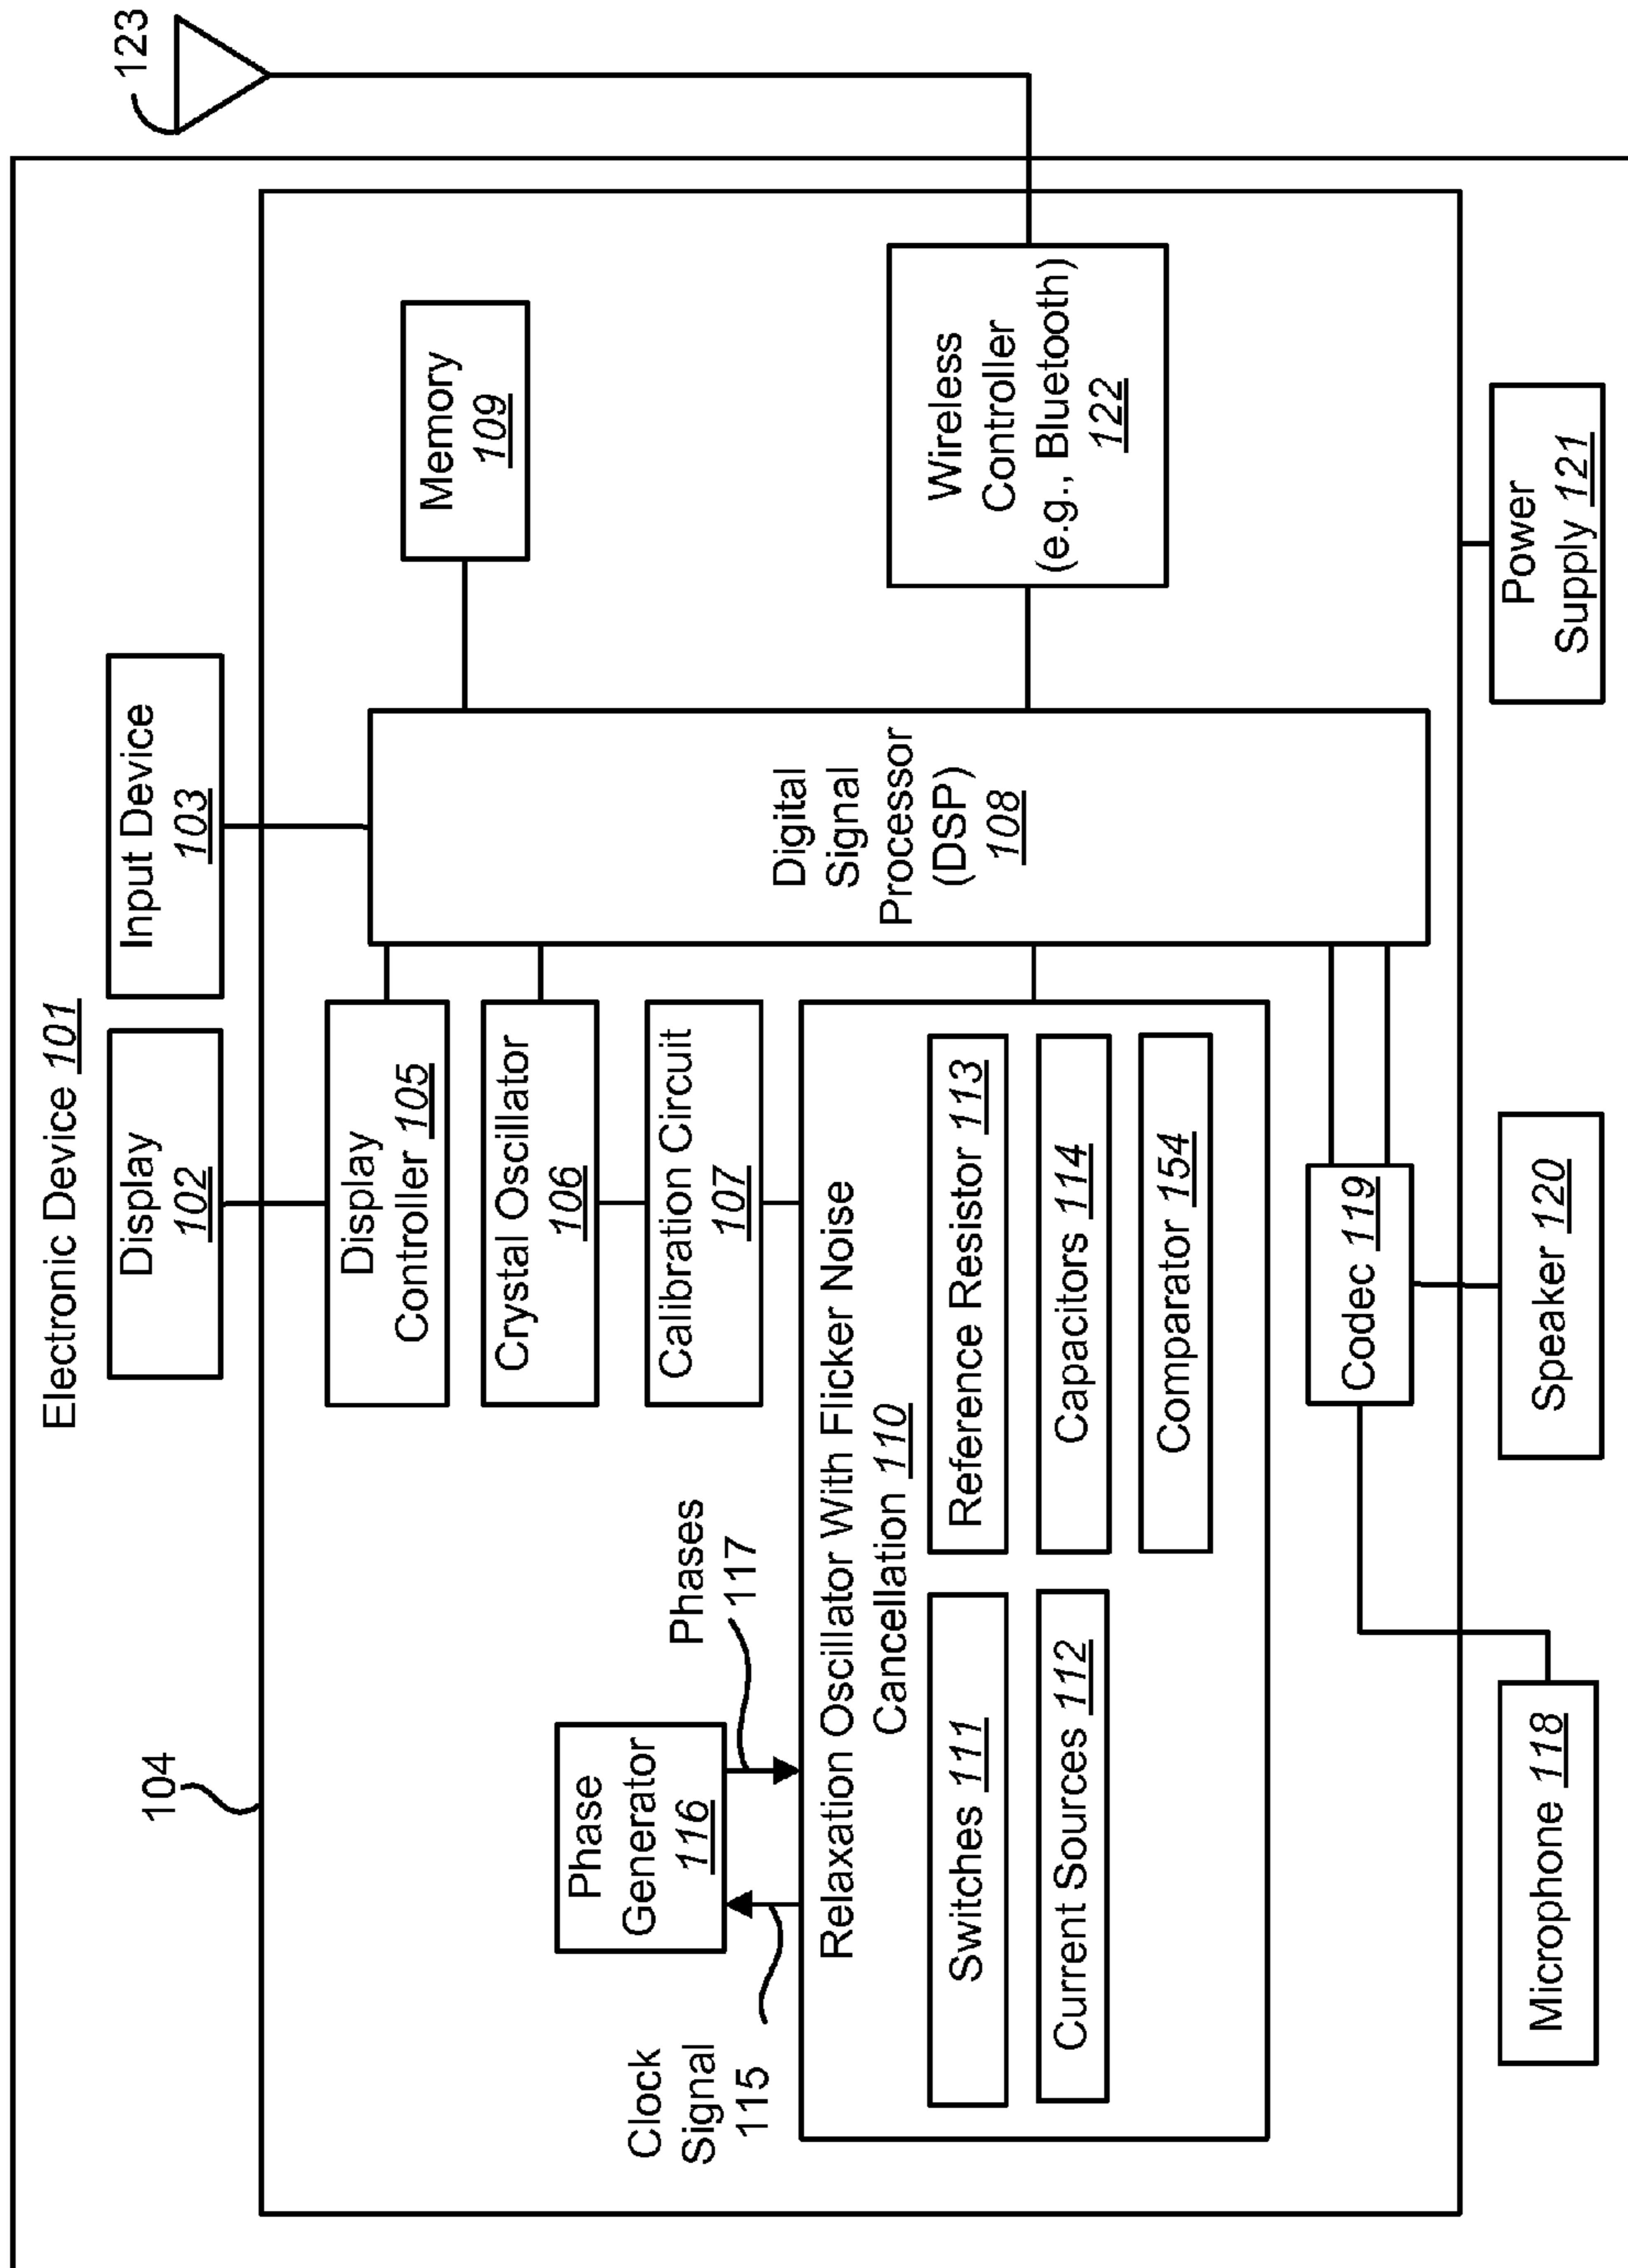 Electronic Device 101
Display
102
Input Device
103
104
123
Display
Controller 105
Crystal Oscillator
106
Calibration Circuit
107
Memory
109
Phase
Generator
116
Phases
117
Clock
Signal
115
Digital
Signal
Processor
(DSP)
108
Relaxation Oscillator With Flicker Noise
Cancellation 110
Switches 111
Reference Resistor 113
Current Sources 112
Capacitors 114
Comparator 154
Wireless
Controller
(e.g., Bluetooth)
122
Codec 119
Microphone 118
Speaker 120
Power
Supply 121